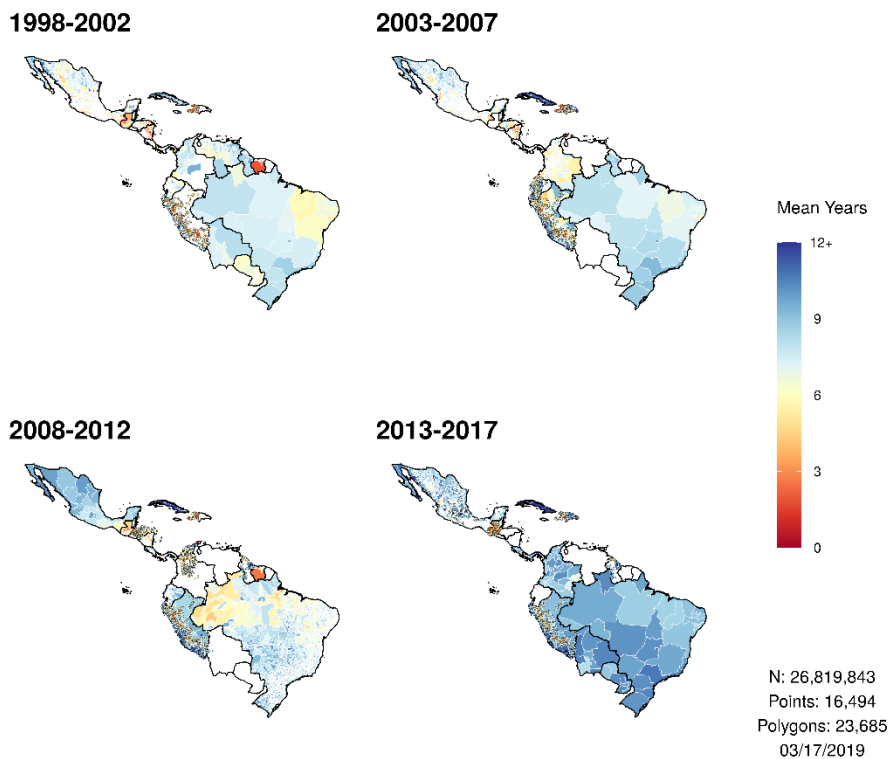 1998-2002
2003-2007
Mean Years
12+
9
6
3
0
2008-2012
2013-2017
N: 26,819,843
Points: 16,494
Polygons: 23,685
03/17/2019